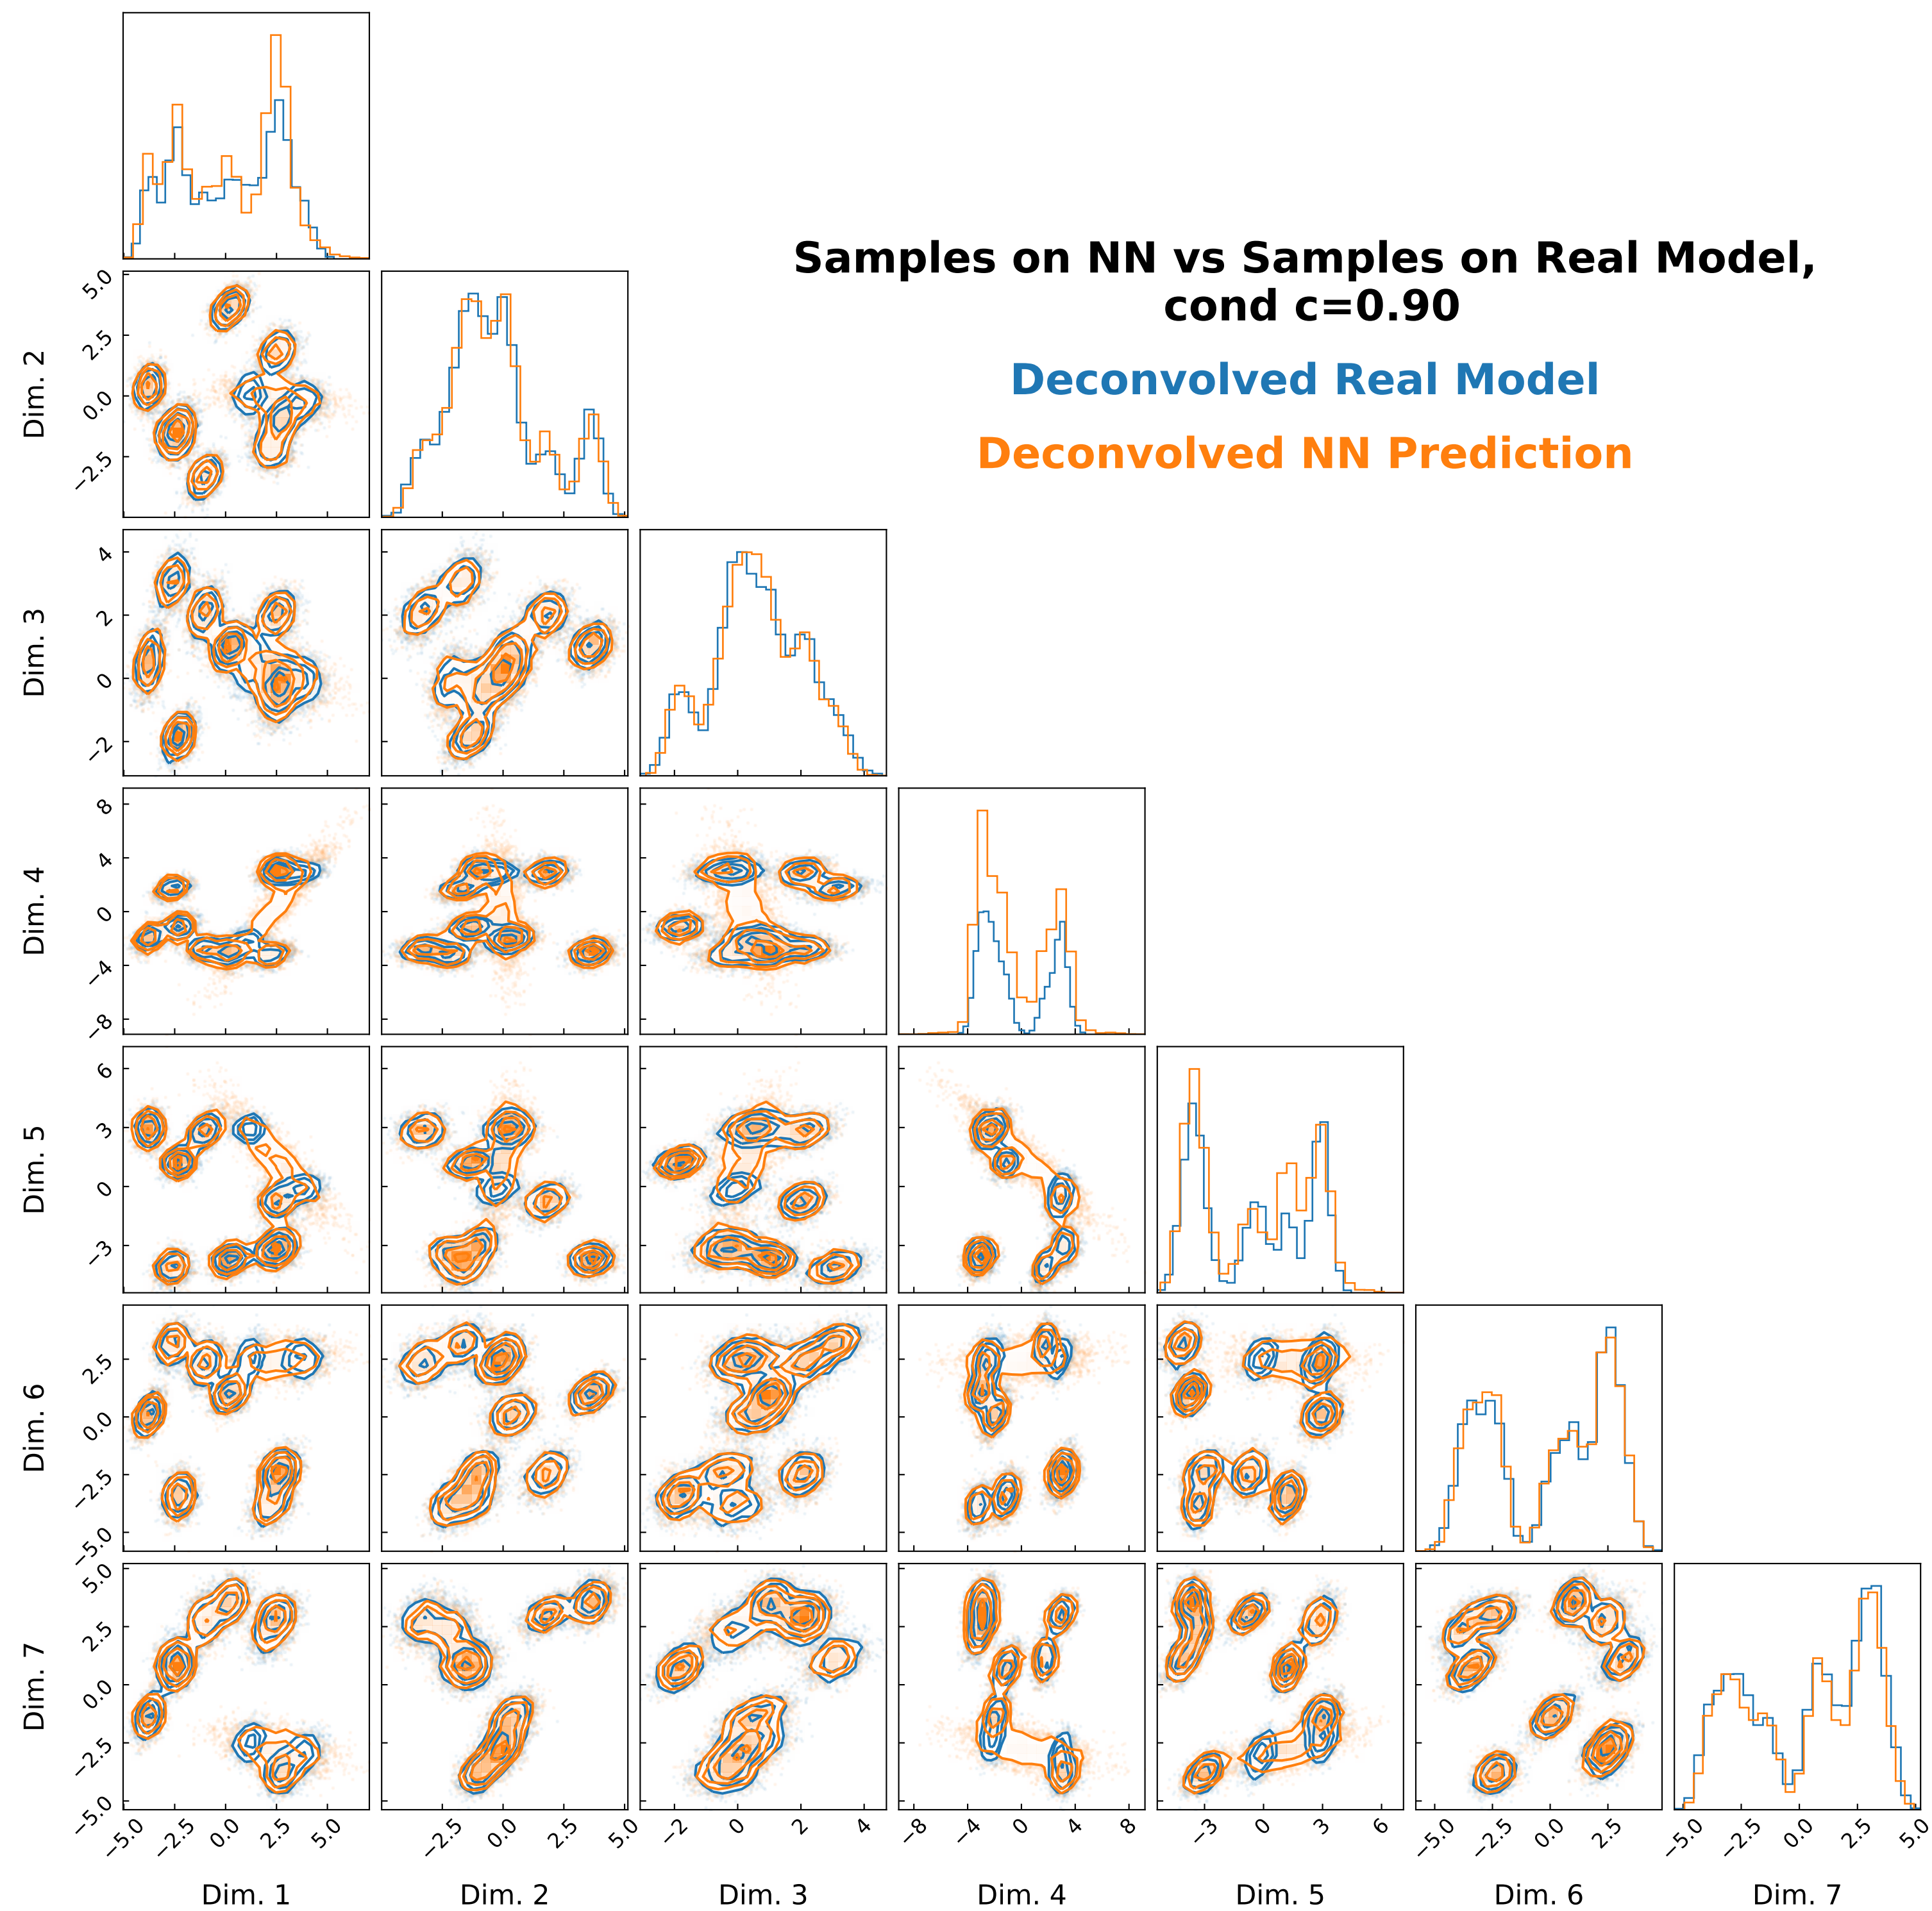 Samples on NN vs Samples on Real Model,
cond c=0.90
Deconvolved Real Model
Deconvolved NN Prediction
5.0
2.5
0.0
−2.5
Dim. 2
4
2
0
−2
Dim. 3
8
4
0
−4
−8
Dim. 4
6
3
0
−3
Dim. 5
2.5
0.0
−2.5
−5.0
Dim. 6
5.0
2.5
0.0
−2.5
−5.0
Dim. 7
−5.0 −2.5 0.0 2.5 5.0 −2.5 0.0 2.5 5.0 −2 0 2 4 −8 −4 0 4 8 −3 0 3 6 −5.0 −2.5 0.0 2.5 −5.0 −2.5 0.0 2.5 5.0
Dim. 1 Dim. 2 Dim. 3 Dim. 4 Dim. 5 Dim. 6 Dim. 7